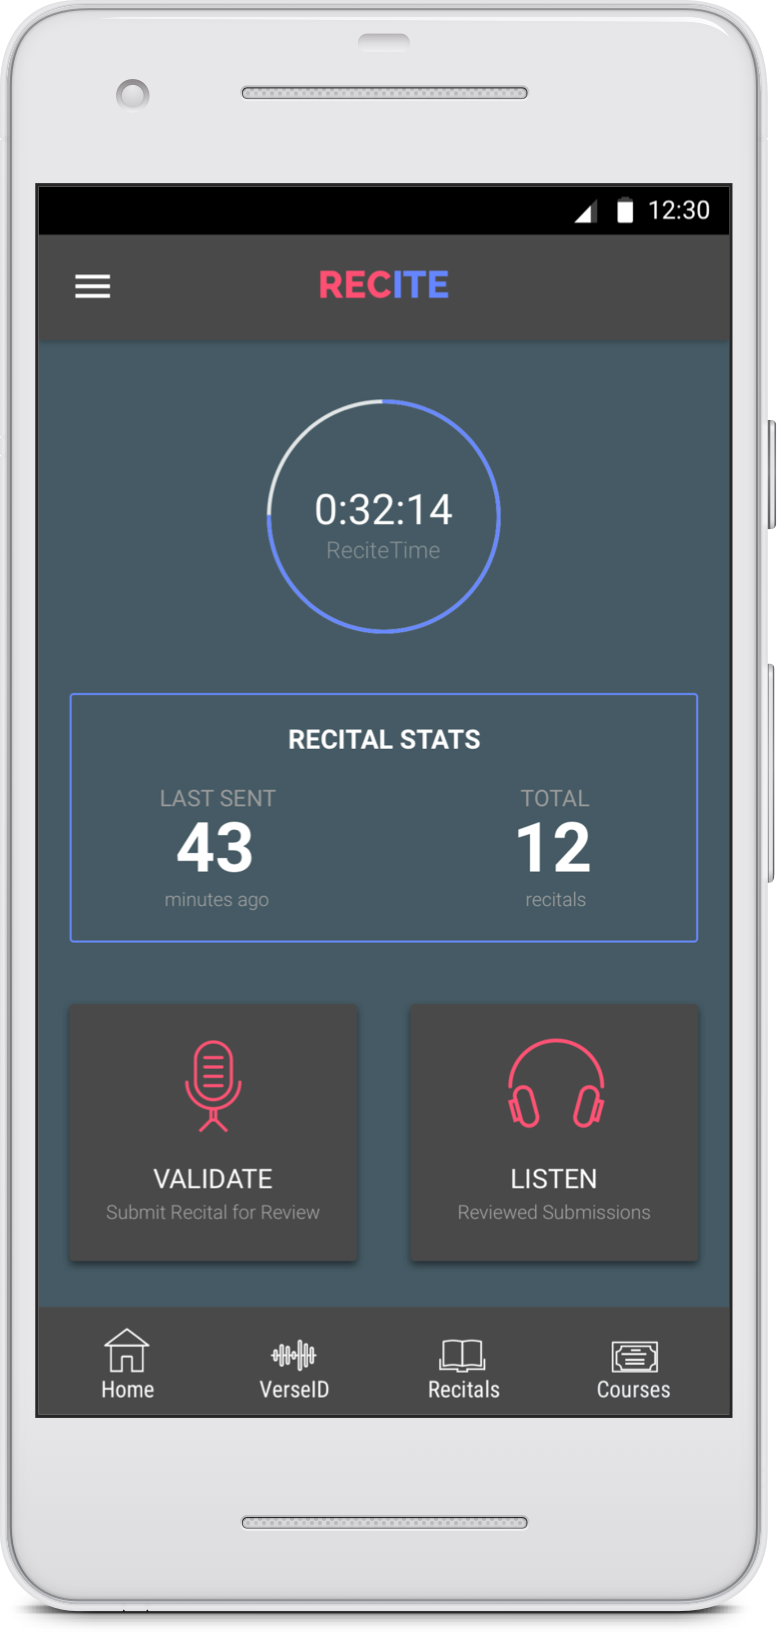 12:30
RECITE
0:32:14
ReciteTime
RECITAL STATS
LAST SENT
43
minutes ago
TOTAL
12
recitals
VALIDATE
Submit Recital for Review
LISTEN
Reviewed Submissions
Home
VerseID
Recitals
Courses